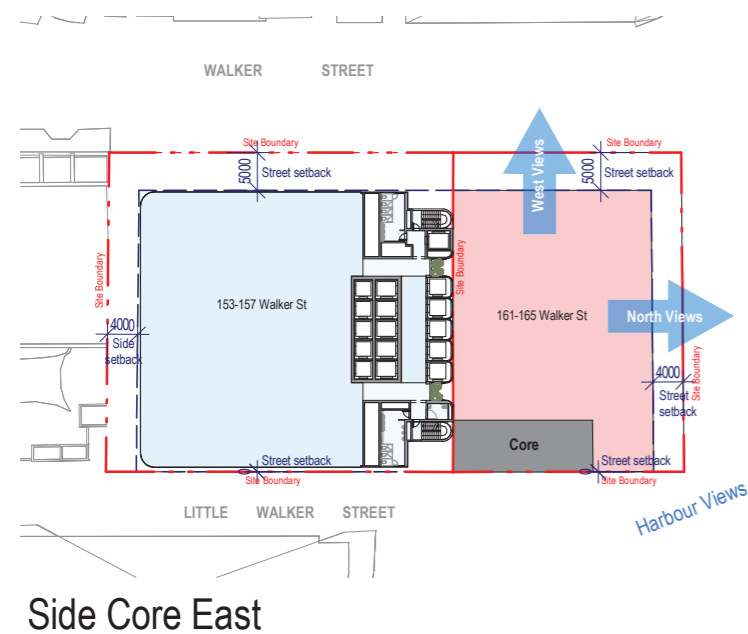 WALKER STREET
Site Boundary
Site Boundary
5000
Street setback
5000
Street setback
West Views
Site Boundary
Site Boundary
153-157 Walker St
161-165 Walker St
North Views
4000
Side
setback
Site Boundary
4000
Street
setback
Core
Street setback
Street setback
Site Boundary
Site Boundary
Harbour Views
LITTLE WALKER STREET
Side Core East